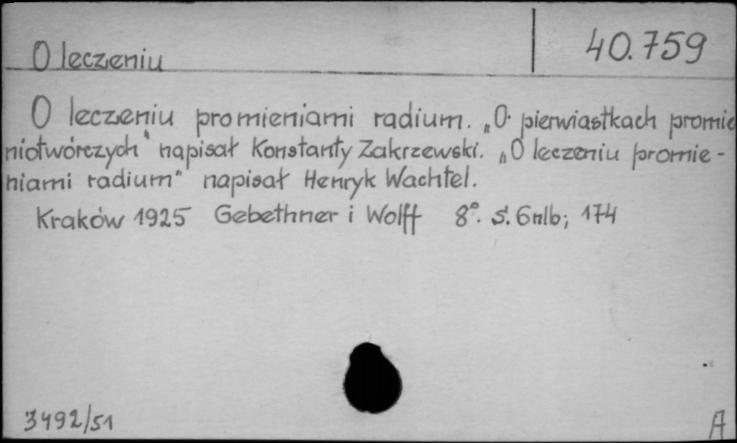 O leczeniu
40.759
O leczeniu promieniami radium. „O pierwiastkach promie
niotwórczych" napisał Konstanty Zakrzewski. „O leczeniu promie-
niami radium" napisał Henryk Wachtel.
Kraków 1925 Gebethner i Wolff 8°. s. 6nlb; 174
3492/51
A